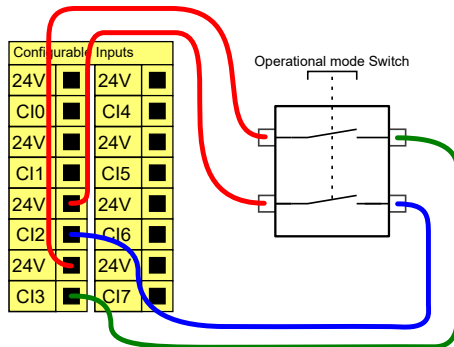 Configurable Inputs
Operational mode Switch
24V 24V
CI0 CI4
24V 24V
CI1 CI5
24V 24V
CI2 CI6
24V 24V
CI3 CI7